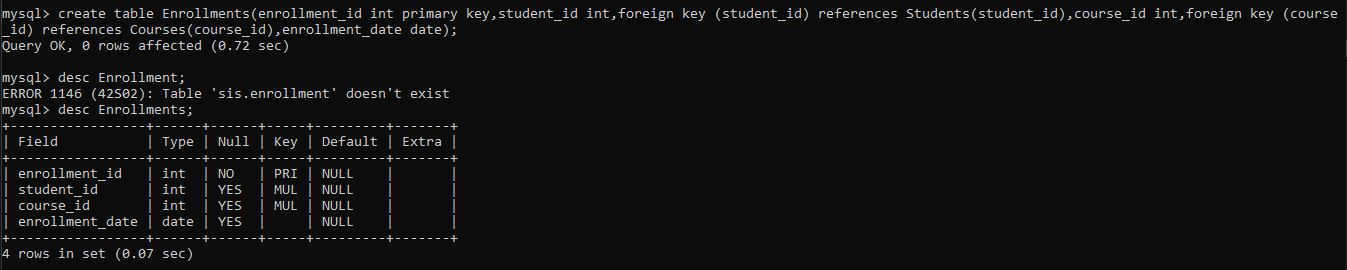 mysql> create table Enrollments(enrollment_id int primary key,student_id int,foreign key (student_id) references Students(student_id),course_id int,foreign key (course
_id) references Courses(course_id),enrollment_date date);
Query OK, 0 rows affected (0.72 sec)

mysql> desc Enrollment;
ERROR 1146 (42S02): Table 'sis.enrollment' doesn't exist
mysql> desc Enrollments;
+-----------------+------+------+-----+---------+-------+
| Field           | Type | Null | Key | Default | Extra |
+-----------------+------+------+-----+---------+-------+
| enrollment_id   | int  | NO   | PRI | NULL    |       |
| student_id      | int  | YES  | MUL | NULL    |       |
| course_id       | int  | YES  | MUL | NULL    |       |
| enrollment_date | date | YES  |     | NULL    |       |
+-----------------+------+------+-----+---------+-------+
4 rows in set (0.07 sec)